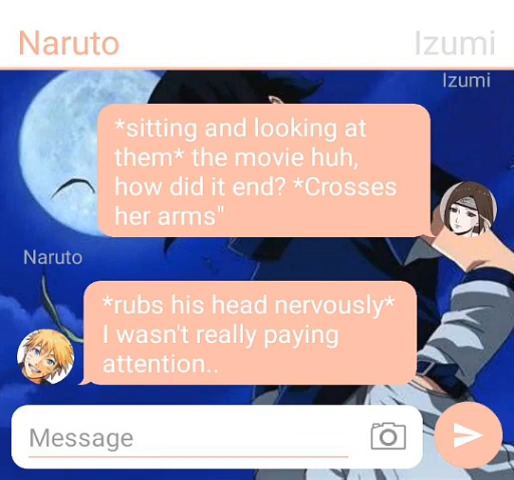 Naruto Izumi
Izumi
*sitting and looking at
them* the movie huh,
how did it end? *Crosses
her arms"
Naruto
*rubs his head nervously*
I wasn't really paying
attention..
Message